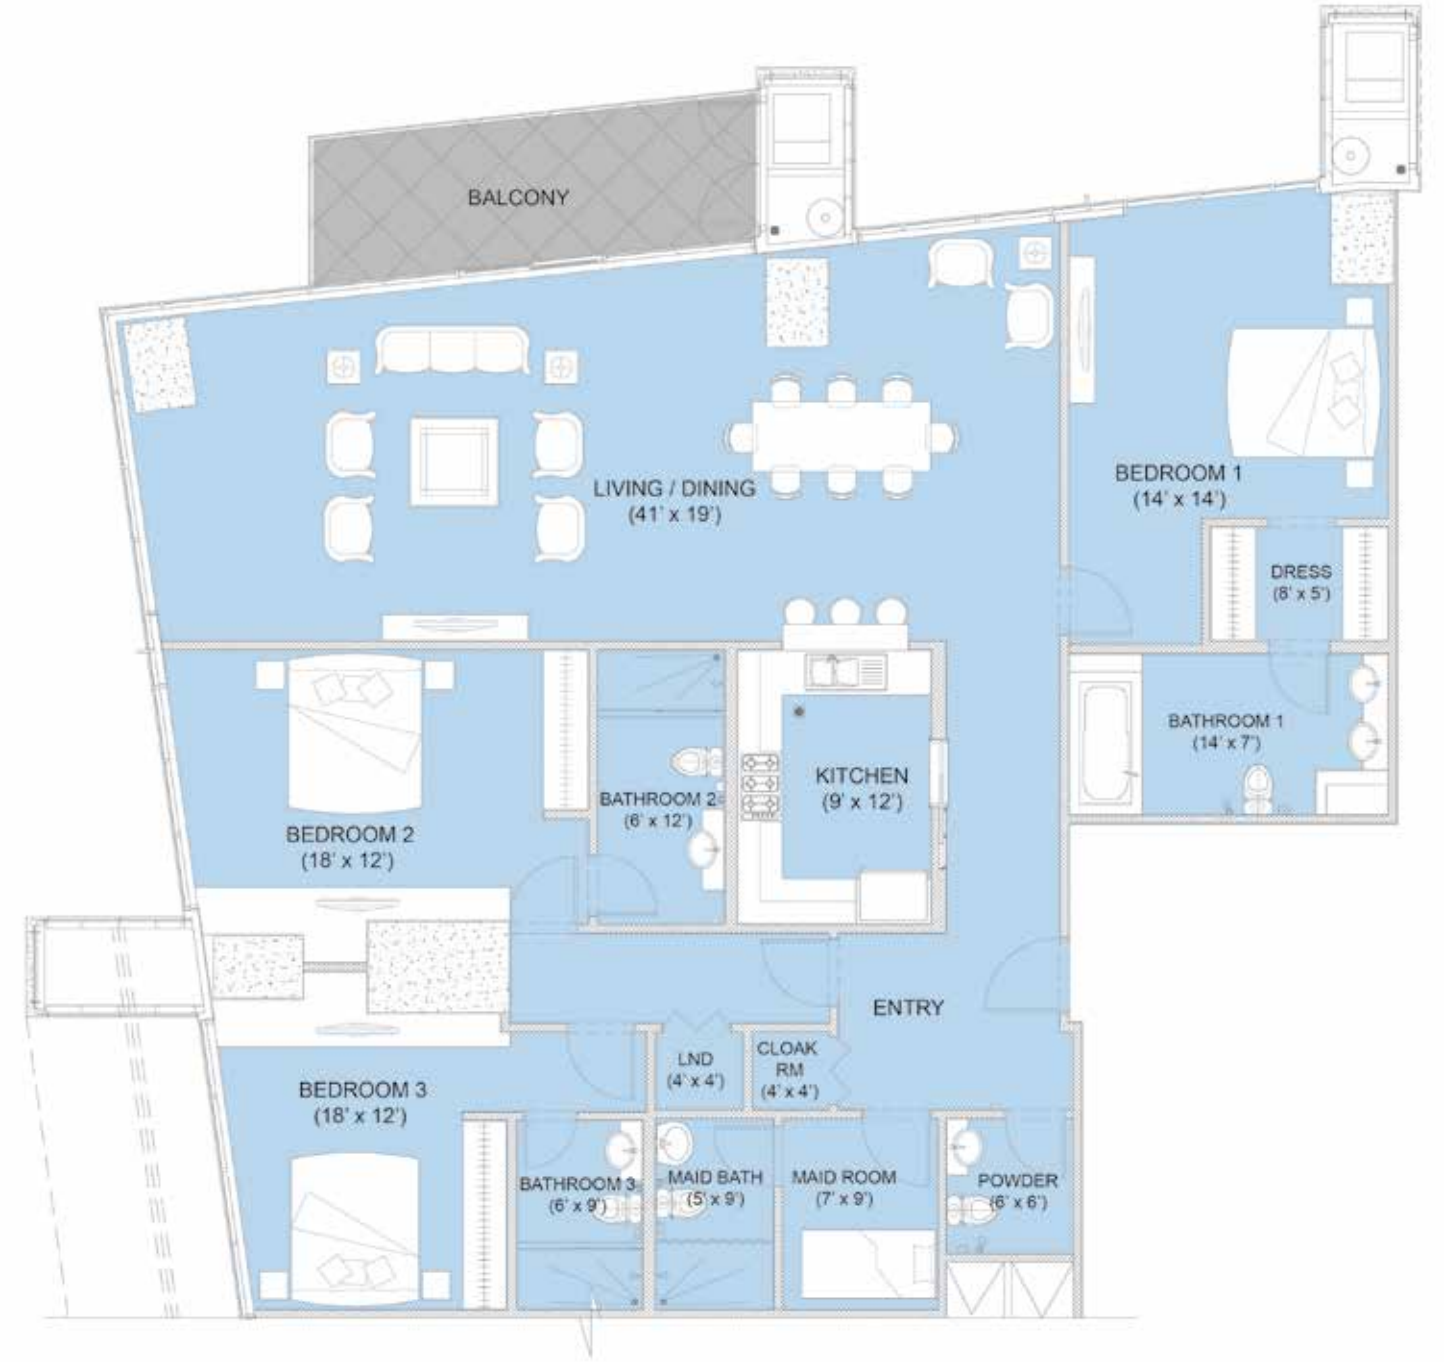 BALCONY
LIVING / DINING
(41' x 19')
BEDROOM 1
(14' x 14')
DRESS
(8' x 5')
BATHROOM 1
(14' x 7')
KITCHEN
(9' x 12')
BATHROOM 2
(6' x 12')
BEDROOM 2
(18' x 12')
ENTRY
LND
(4' x 4')
CLOAK
RM
(4' x 4')
BEDROOM 3
(18' x 12')
BATHROOM 3
(6' x 9')
MAID BATH
(5' x 9')
MAID ROOM
(7' x 9')
POWDER
(6' x 6')